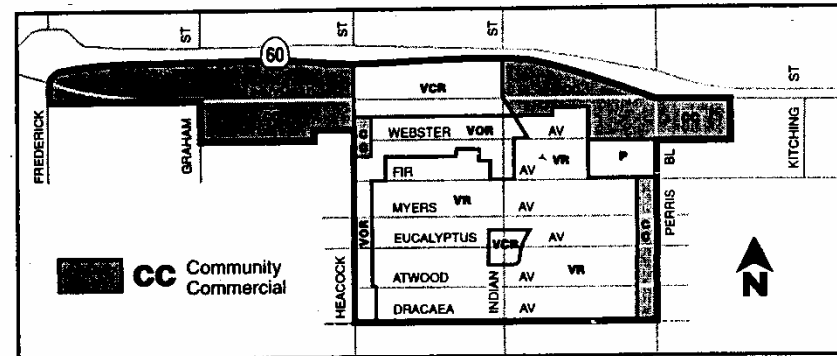 ST
ST
ST
ST
60
VCR
CC
WEBSTER
VOR
AV
VR
P
FIR
AV
BL
FREDERICK
GRAHAM
KITCHING
MYERS
VR
AV
PERRIS
VOR
EUCALYPTUS
VCR
AV
CC Community
Commercial
HEACOCK
ATWOOD
INDIAN
AV
VR
DRACAEA
AV
N